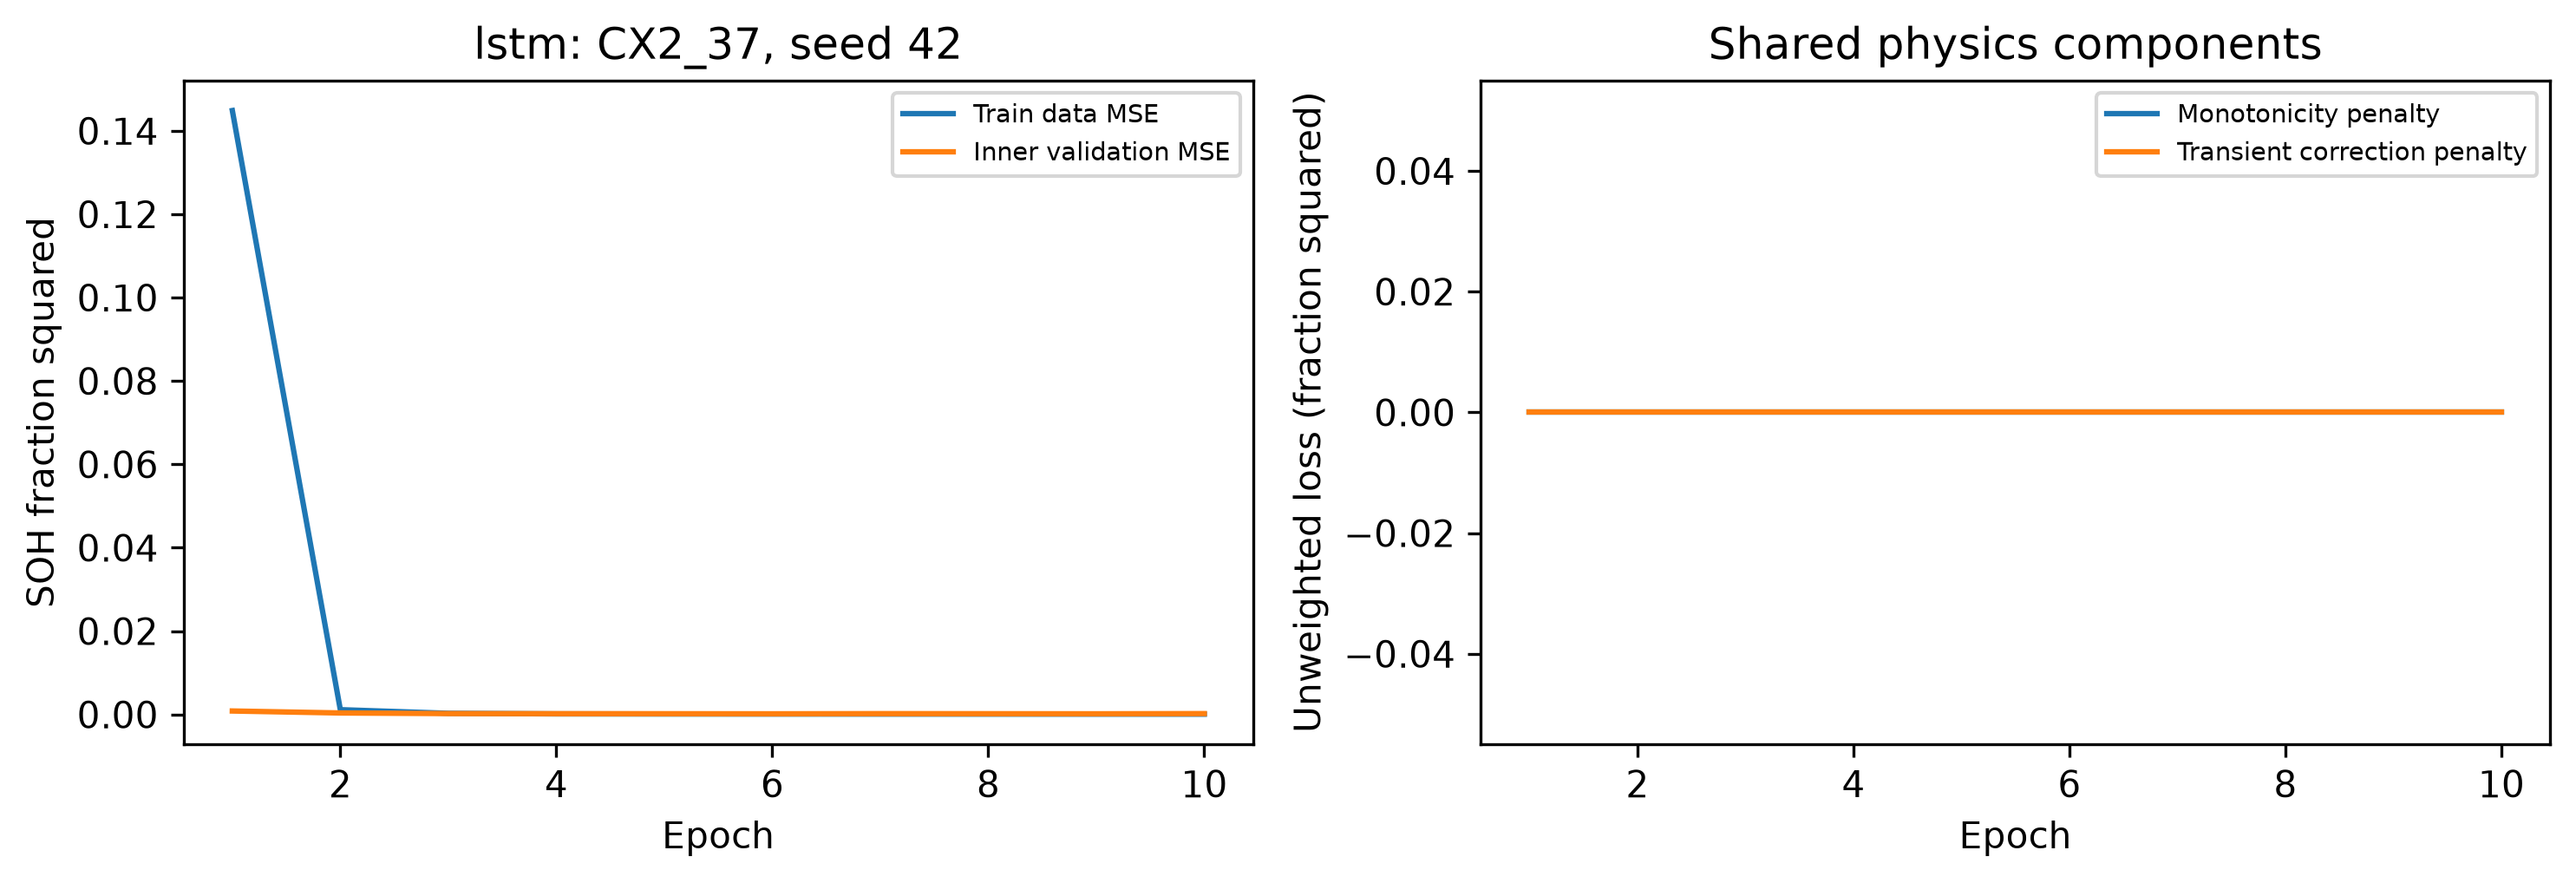 lstm: CX2_37, seed 42
SOH fraction squared
0.14
0.12
0.10
0.08
0.06
0.04
0.02
0.00
Train data MSE
Inner validation MSE
2 4 6 8 10
Epoch
Shared physics components
Unweighted loss (fraction squared)
0.04
0.02
0.00
−0.02
−0.04
Monotonicity penalty
Transient correction penalty
2 4 6 8 10
Epoch